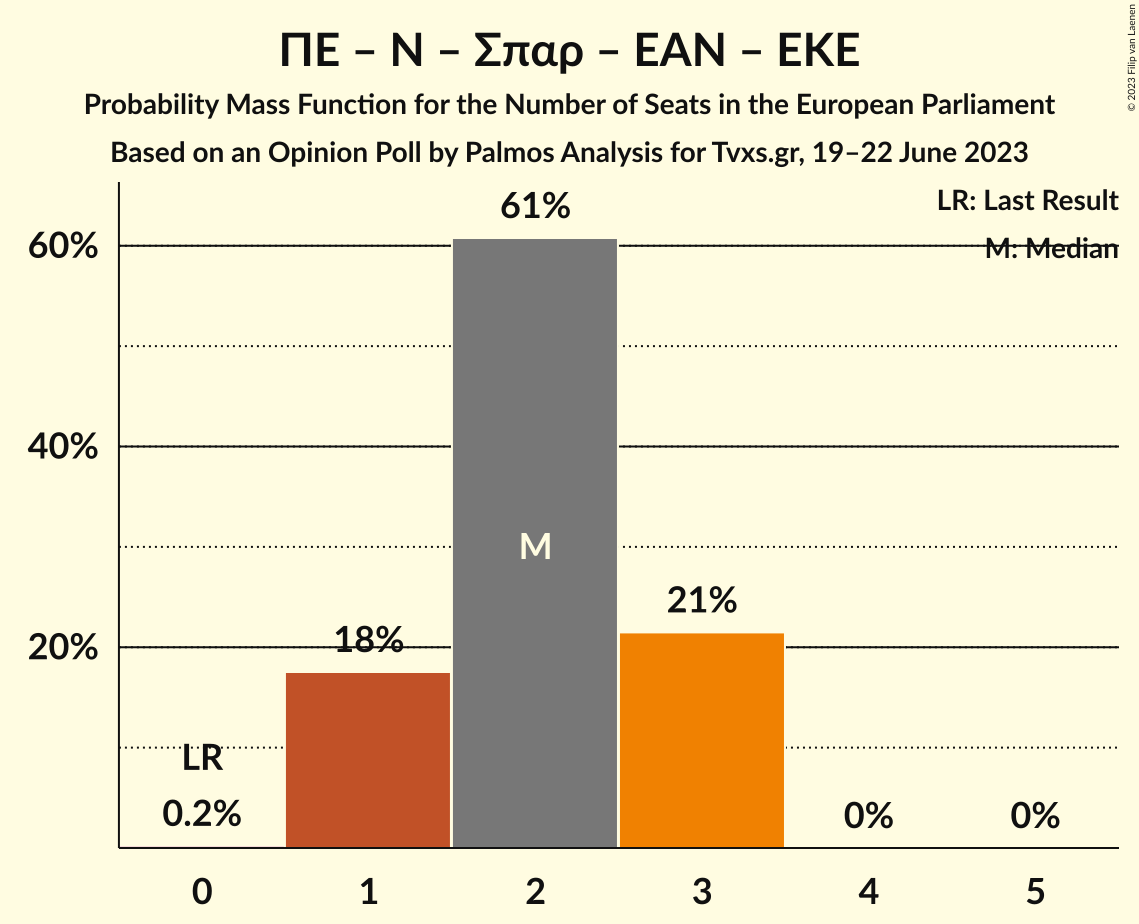 ΠΕ – Ν – Σπαρ – ΕΑΝ – ΕΚΕ
Probability Mass Function for the Number of Seats in the European Parliament
Based on an Opinion Poll by Palmos Analysis for Tvxs.gr, 19–22 June 2023
© 2023 Filip van Laenen
LR: Last Result
M: Median
61%
60%
40%
M
21%
18%
20%
LR
0.2%
0%
0%
0 1 2 3 4 5